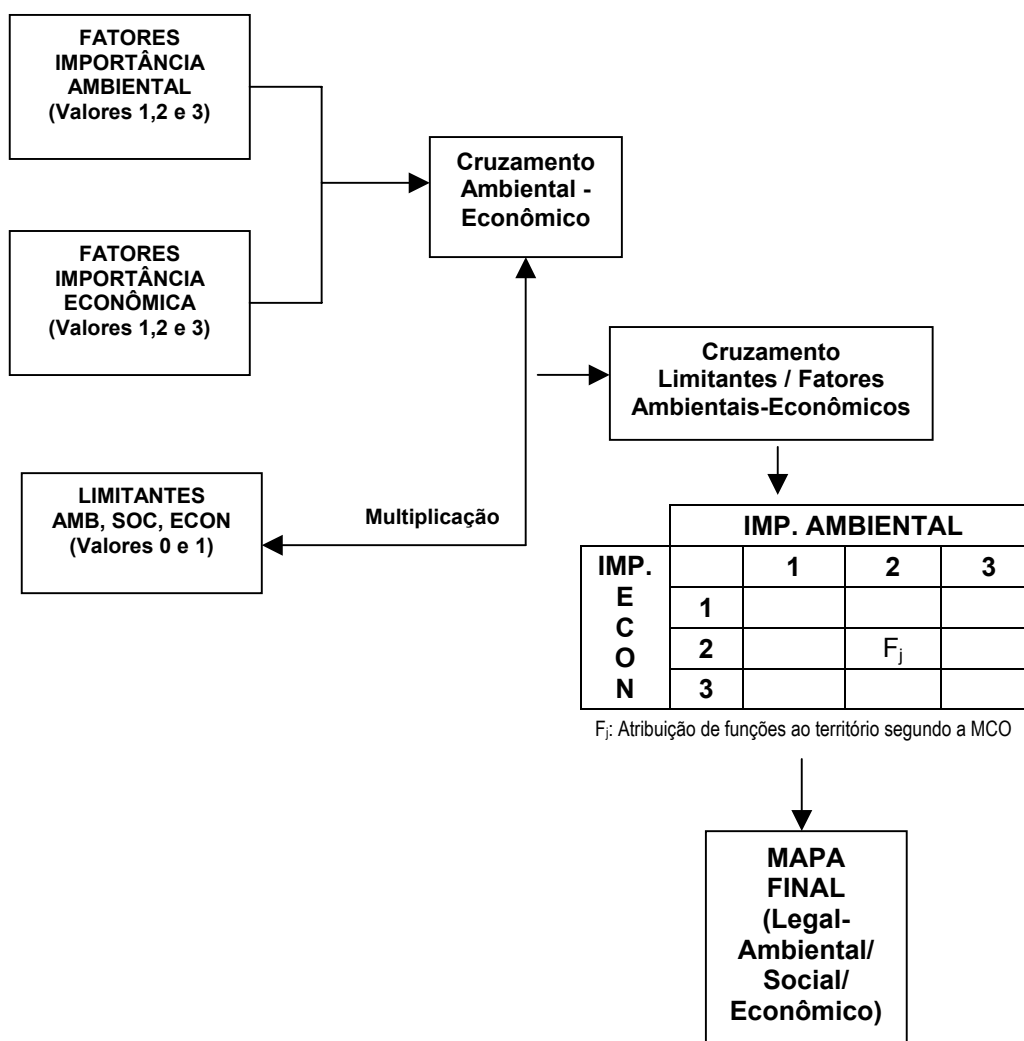 FATORES
IMPORTÂNCIA
AMBIENTAL
(Valores 1,2 e 3)
Cruzamento
Ambiental -
Econômico
FATORES
IMPORTÂNCIA
ECONÔMICA
(Valores 1,2 e 3)
Cruzamento
Limitantes / Fatores
Ambientais-Econômicos
LIMITANTES
AMB, SOC, ECON
(Valores 0 e 1)
Multiplicação
IMP. AMBIENTAL
IMP. 1 2 3
E 1
C
O 2 Fj
N 3
Fj: Atribuição de funções ao território segundo a MCO
MAPA
FINAL
(Legal-
Ambiental/
Social/
Econômico)